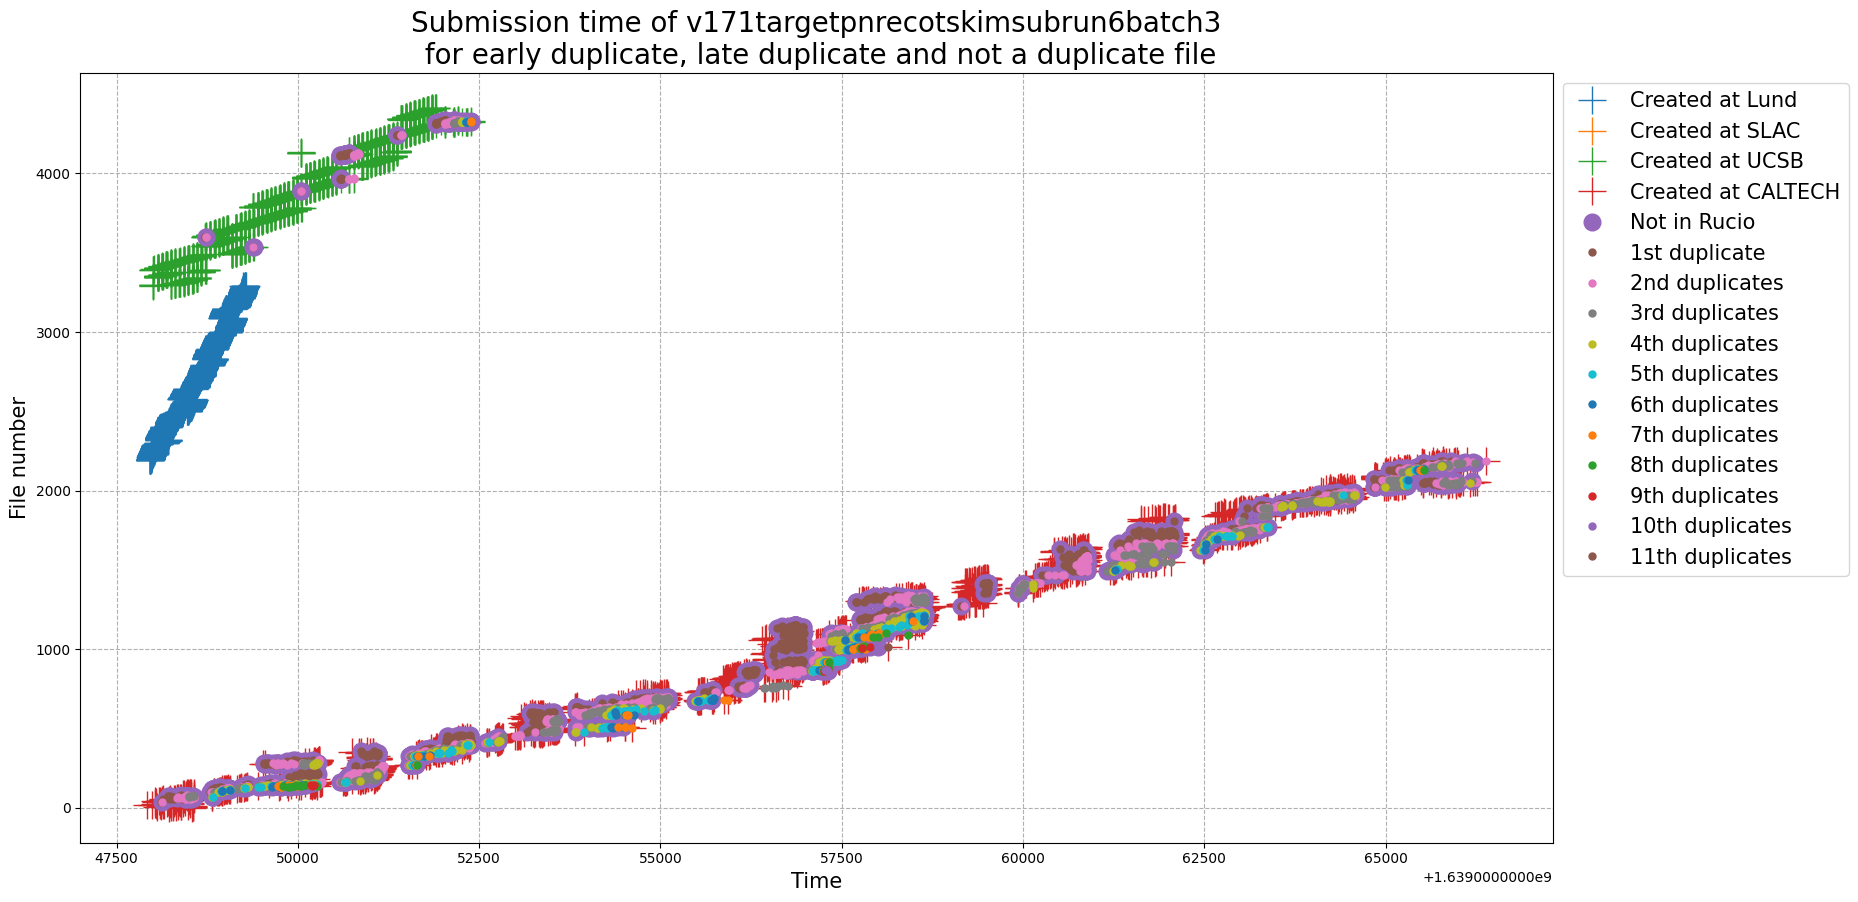 Submission time of v171targetpnrecotskimsubrun6batch3
for early duplicate, late duplicate and not a duplicate file
File number
4000
3000
2000
1000
0
47500
50000
52500
55000
57500
60000
62500
65000
Time
+1.6390000000e9
Created at Lund
Created at SLAC
Created at UCSB
Created at CALTECH
Not in Rucio
1st duplicate
2nd duplicates
3rd duplicates
4th duplicates
5th duplicates
6th duplicates
7th duplicates
8th duplicates
9th duplicates
10th duplicates
11th duplicates